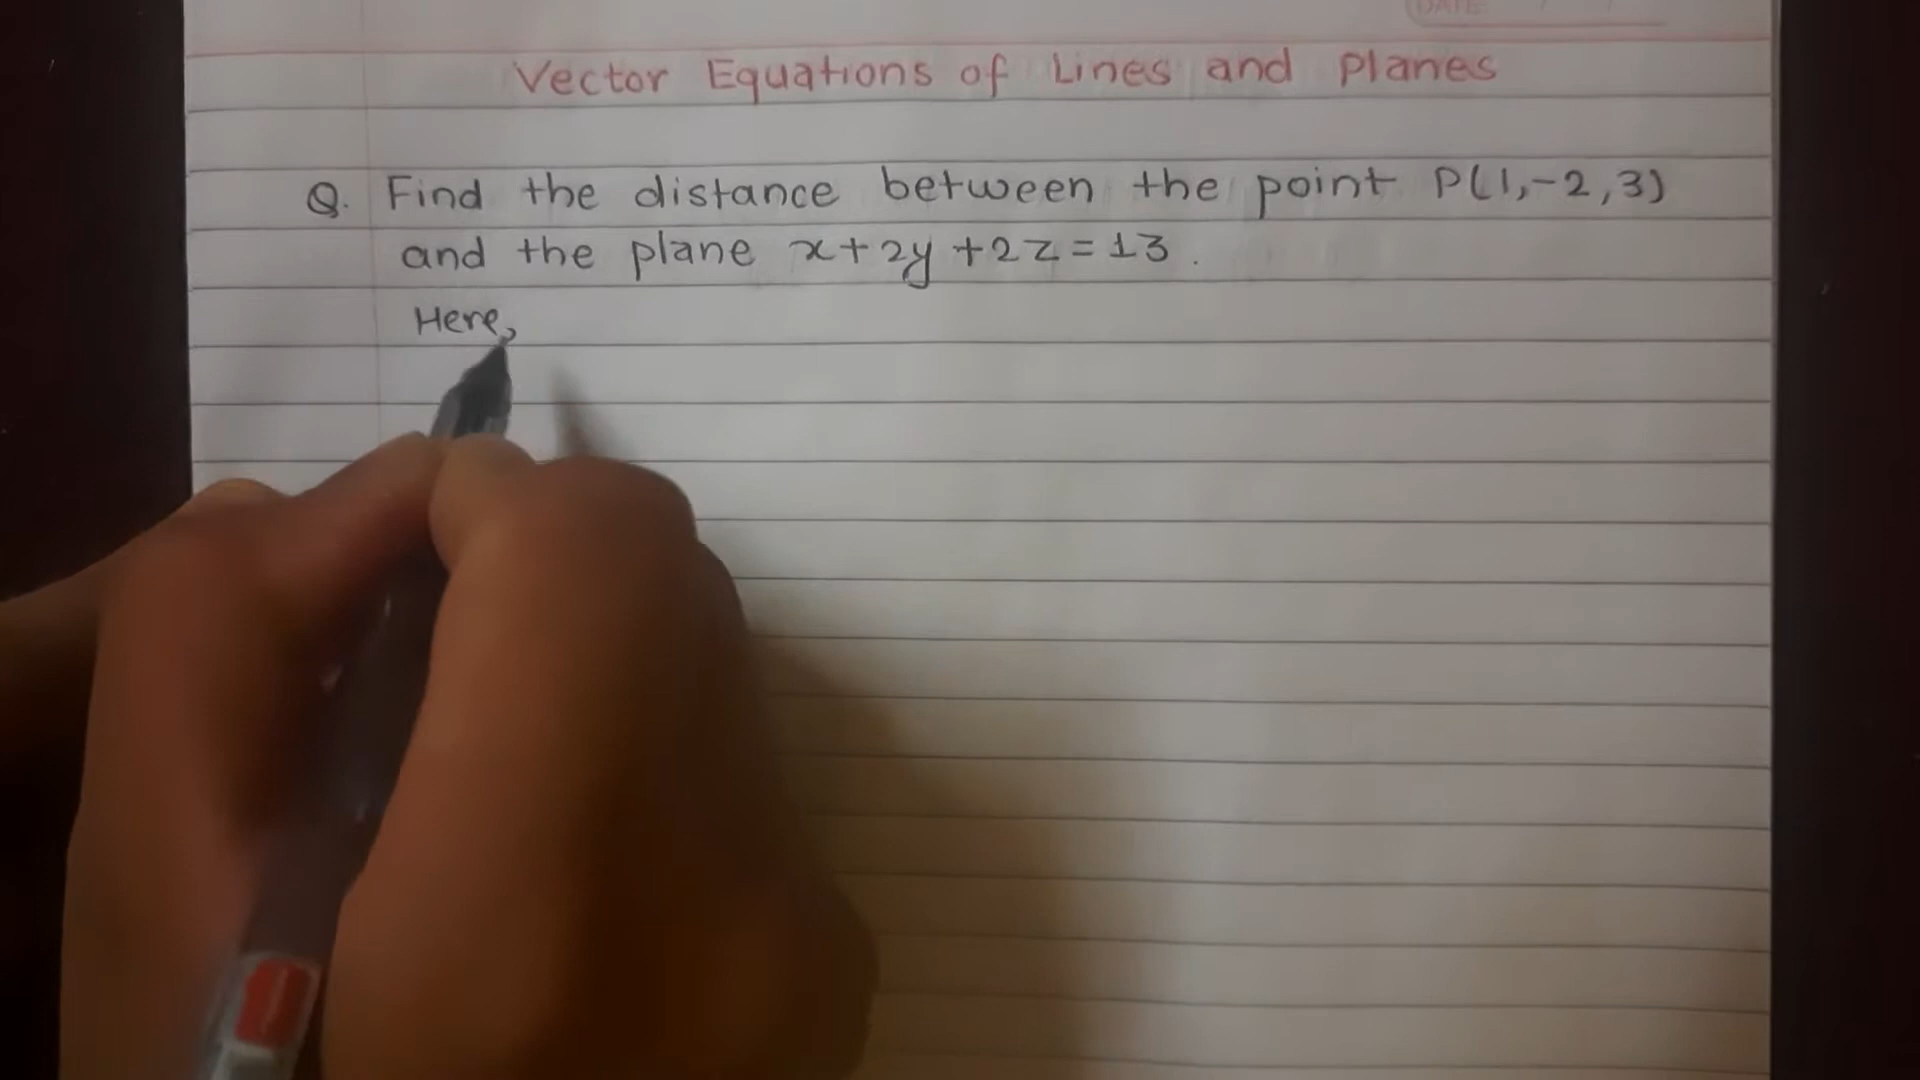 DATE
Vector Equations of Lines and Planes
Q. Find the distance between the point P(1,-2,3)
and the plane x+2y+2z=13.
Here,